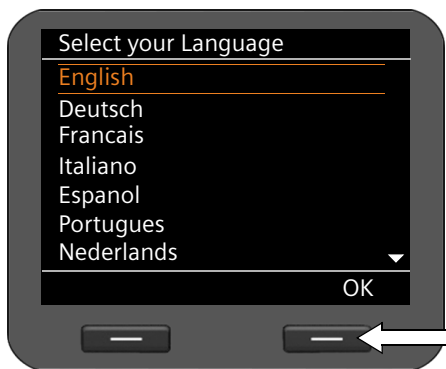 Select your Language
English
Deutsch
Francais
Italiano
Espanol
Portugues
Nederlands
OK